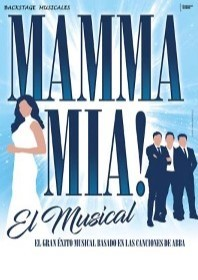 BACKSTAGE MUSICALES
MAMMA
MIA!
El Musical
EL GRAN ÉXITO MUSICAL BASADO EN LAS CANCIONES DE ABBA